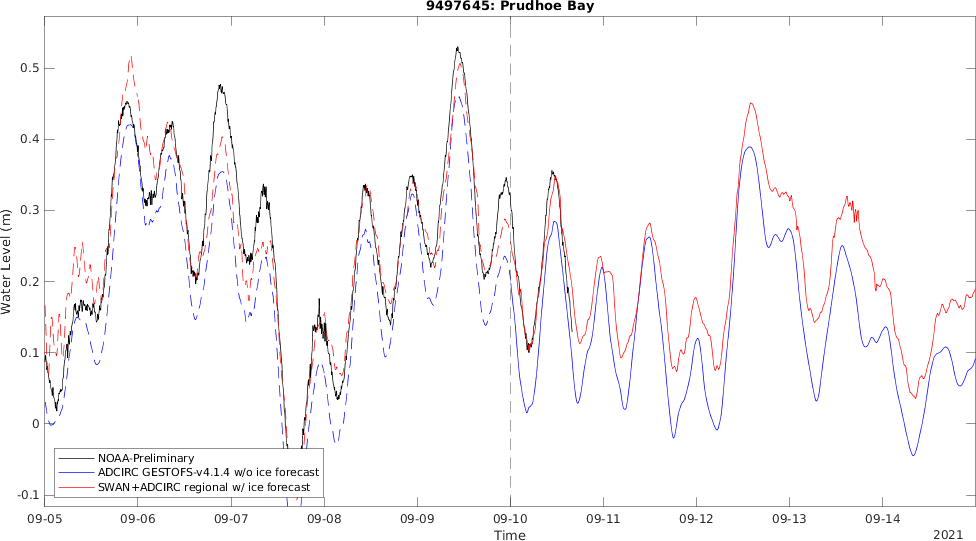 9497645: Prudhoe Bay
Water Level (m)
0.5
0.4
0.3
0.2
0.1
0
-0.1
NOAA-Preliminary
ADCIRC GESTOFS-v4.1.4 w/o ice forecast
SWAN+ADCIRC regional w/ ice forecast
09-05 09-06 09-07 09-08 09-09 09-10 09-11 09-12 09-13 09-14
2021
Time